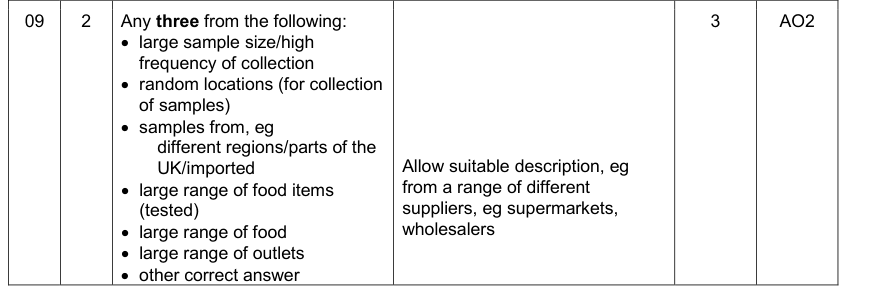 09
2
Any three from the following:
• large sample size/high
frequency of collection
• random locations (for collection
of samples)
• samples from, eg
different regions/parts of the
UK/imported
• large range of food items
(tested)
• large range of food
• large range of outlets
• other correct answer
Allow suitable description, eg
from a range of different
suppliers, eg supermarkets,
wholesalers
3
AO2